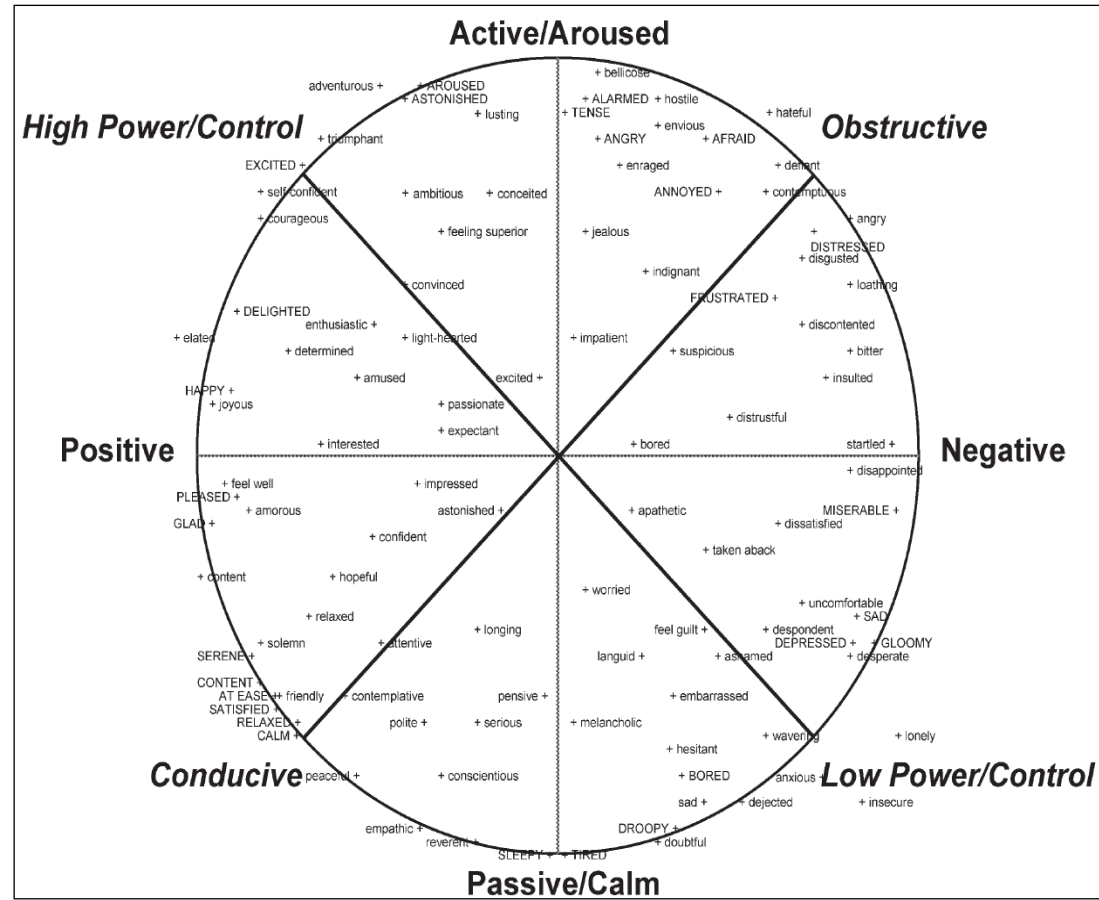 Active/Aroused
+ bellicose
adventurous +
+ AROUSED
+ ASTONISHED
+ ALARMED
+ hostile
+ lusting
+ TENSE
+ hateful
High Power/Control
+ envious
Obstructive
+ triumphant
+ ANGRY
+ AFRAID
EXCITED +
+ enraged
+ defiant
+ self-confident
+ ambitious
+ conceited
ANNOYED +
+ contemptuous
+ courageous
+ angry
+ feeling superior
+ jealous
+
DISTRESSED
+ disgusted
+ indignant
+ convinced
+ loathing
FRUSTRATED +
+ DELIGHTED
enthusiastic +
+ discontented
+ elated
+ light-hearted
+ impatient
+ determined
+ suspicious
+ bitter
+ amused
excited +
+ insulted
HAPPY +
+ joyous
+ passionate
+ distrustful
+ expectant
Positive
+ interested
+ bored
startled +
Negative
+ disappointed
+ feel well
+ impressed
PLEASED +
+ amorous
astonished +
+ apathetic
MISERABLE +
GLAD +
+ dissatisfied
+ confident
+ taken aback
+ content
+ hopeful
+ worried
+ uncomfortable
+ relaxed
+ SAD
+ longing
feel guilt +
+ despondent
+ solemn
+ attentive
DEPRESSED +
+ GLOOMY
SERENE +
languid +
+ ashamed
+ desperate
CONTENT +
AT EASE +
+ friendly
+ contemplative
pensive +
+ embarrassed
SATISFIED +
RELAXED +
polite +
+ serious
+ melancholic
CALM +
+ wavering
+ lonely
+ hesitant
Conducive
peaceful +
+ conscientious
+ BORED
anxious +
Low Power/Control
sad +
+ dejected
+ insecure
empathic +
DROOPY +
reverent +
+ doubtful
SLEEPY +
+ TIRED
Passive/Calm